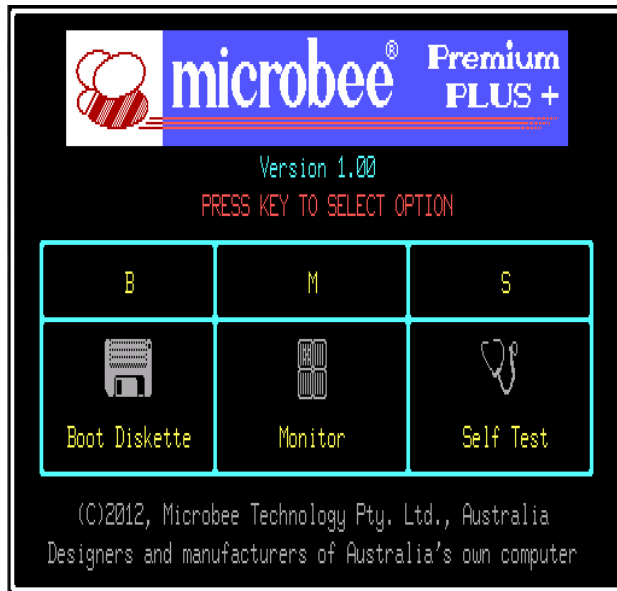 microbee® Premium
PLUS +
Version 1.00
PRESS KEY TO SELECT OPTION
B M S
Boot Diskette Monitor Self Test
(C)2012, Microbee Technology Pty. Ltd., Australia
Designers and manufacturers of Australia's own computer